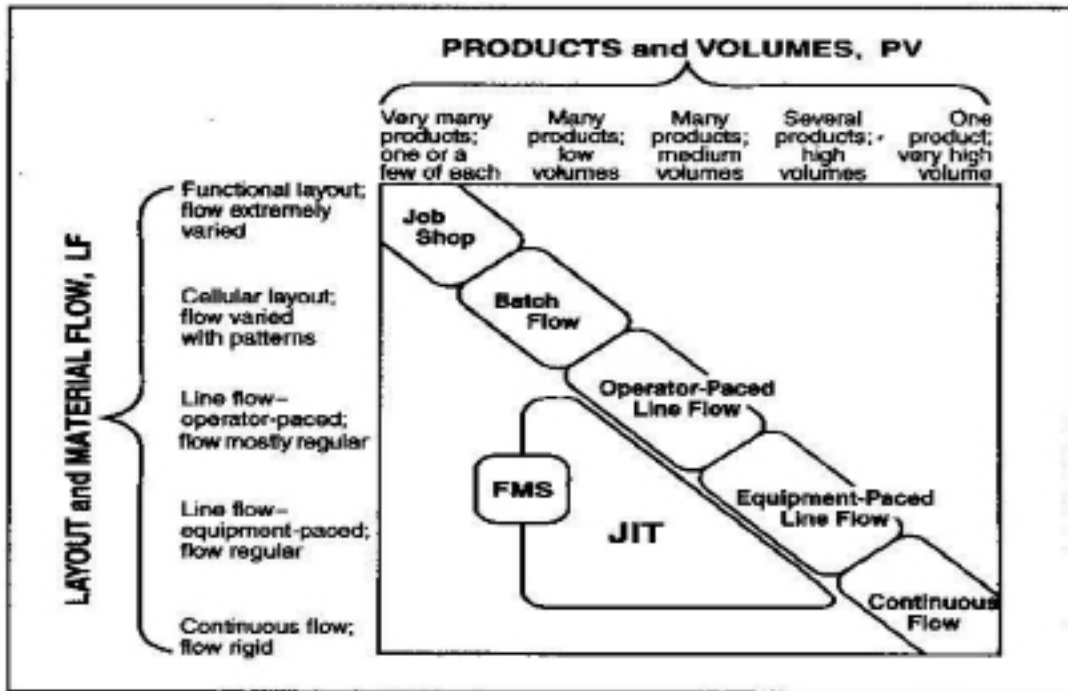 PRODUCTS and VOLUMES, PV
Very many
products;
one or a
few of each
Many
products;
low
volumes
Many
products;
medium
volumes
Several
products;
high
volumes
One
product;
very high
volume
LAYOUT and MATERIAL FLOW, LF
Functional layout;
flow extremely
varied
Cellular layout;
flow varied
with patterns
Line flow–
operator-paced;
flow mostly regular
Line flow–
equipment-paced;
flow regular
Continuous flow;
flow rigid
Job
Shop
Batch
Flow
Operator-Paced
Line Flow
Equipment-Paced
Line Flow
Continuous
Flow
FMS
JIT